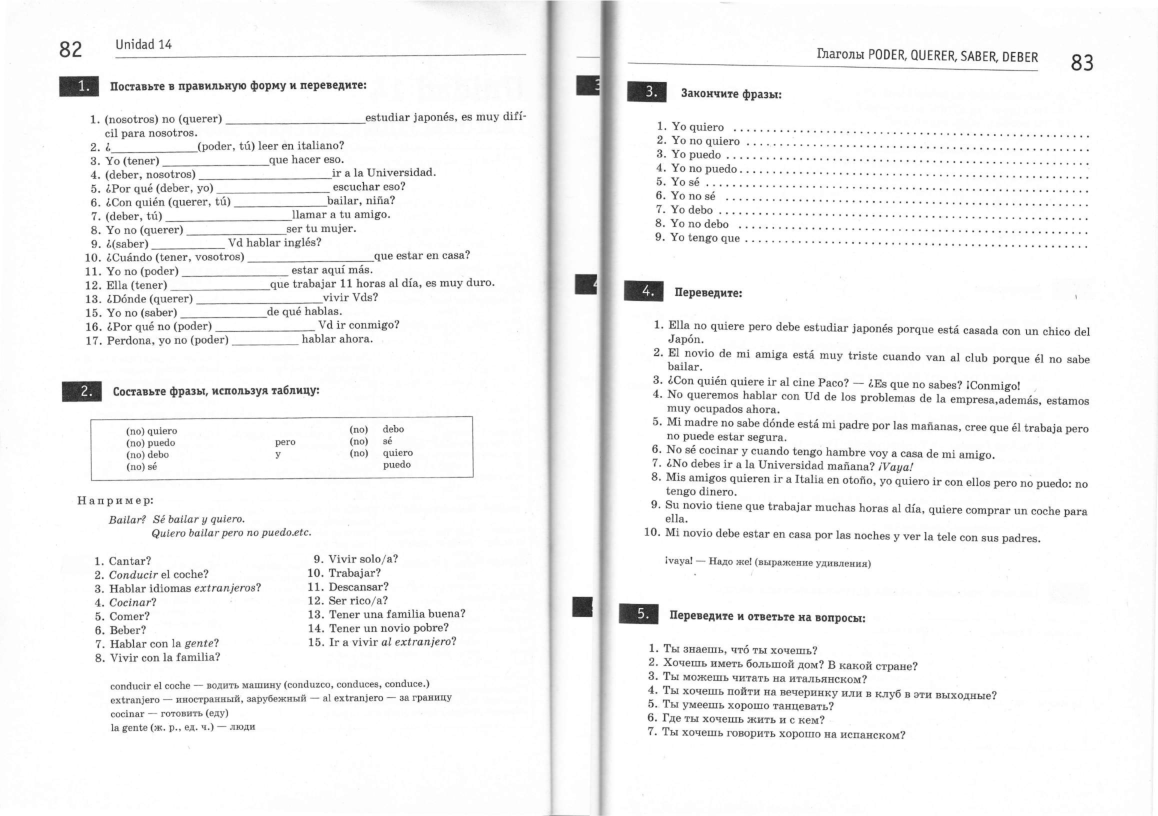 82 Unidad 14
1. Поставьте в правильную форму и переведите:
1. (nosotros) no (querer) ____________________ estudiar japonés, es muy difí-
cil para nosotros.
2. ¿_____________(poder, tú) leer en italiano?
3. Yo (tener) ________________que hacer eso.
4. (deber, nosotros) ____________________ir a la Universidad.
5. ¿Por qué (deber, yo) _________________ escuchar eso?
6. ¿Con quién (querer, tú) ______________bailar, niña?
7. (deber, tú) ___________________llamar a tu amigo.
8. Yo no (querer) _______________ser tu mujer.
9. ¿(saber) ___________ Vd hablar inglés?
10. ¿Cuándo (tener, vosotros) ___________________que estar en casa?
11. Yo no (poder) ________________ estar aquí más.
12. Ella (tener) ___________________que trabajar 11 horas al día, es muy duro.
13. ¿Dónde (querer) ___________________vivir Vds?
15. Yo no (saber) _____________de qué hablas.
16. ¿Por qué no (poder) _______________ Vd ir conmigo?
17. Perdona, yo no (poder) __________ hablar ahora.
2. Составьте фразы, используя таблицу:
(no) quiero (no) debo
(no) puedo pero (no) sé
(no) debo y (no) quiero
(no) sé puedo
Например:
Bailar? Sé bailar y quiero.
Quiero bailar pero no puedo.etc.
1. Cantar?
2. Conducir el coche?
3. Hablar idiomas extranjeros?
4. Cocinar?
5. Comer?
6. Beber?
7. Hablar con la gente?
8. Vivir con la familia?
9. Vivir solo/a?
10. Trabajar?
11. Descansar?
12. Ser rico/a?
13. Tener una familia buena?
14. Tener un novio pobre?
15. Ir a vivir al extranjero?
conducir el coche — водить машину (conduzco, conduces, conduce.)
extranjero — иностранный, зарубежный — al extranjero — за границу
cocinar — готовить (еду)
la gente (ж. р., ед. ч.) — люди
Глаголы PODER, QUERER, SABER, DEBER 83
3. Закончите фразы:
1. Yo quiero ..........
2. Yo no quiero ..........
3. Yo puedo ..........
4. Yo no puedo ..........
5. Yo sé ..........
6. Yo no sé ..........
7. Yo debo ..........
8. Yo no debo ..........
9. Yo tengo que ..........
4. Переведите:
1. Ella no quiere pero debe estudiar japonés porque está casada con un chico del
Japón.
2. El novio de mi amiga está muy triste cuando van al club porque él no sabe
bailar.
3. ¿Con quién quiere ir al cine Paco? — ¿Es que no sabes? ¡Conmigo!
4. No queremos hablar con Ud de los problemas de la empresa,además, estamos
muy ocupados ahora.
5. Mi madre no sabe dónde está mi padre por las mañanas, cree que él trabaja pero
no puede estar segura.
6. No sé cocinar y cuando tengo hambre voy a casa de mi amigo.
7. ¿No debes ir a la Universidad mañana? ¡Vaya!
8. Mis amigos quieren ir a Italia en otoño, yo quiero ir con ellos pero no puedo: no
tengo dinero.
9. Su novio tiene que trabajar muchas horas al día, quiere comprar un coche para
ella.
10. Mi novio debe estar en casa por las noches y ver la tele con sus padres.
¡vaya! — Надо же! (выражение удивления)
5. Переведите и ответьте на вопросы:
1. Ты знаешь, что́ ты хочешь?
2. Хочешь иметь большой дом? В какой стране?
3. Ты можешь читать на итальянском?
4. Ты хочешь пойти на вечеринку или в клуб в эти выходные?
5. Ты умеешь хорошо танцевать?
6. Где ты хочешь жить и с кем?
7. Ты хочешь говорить хорошо на испанском?